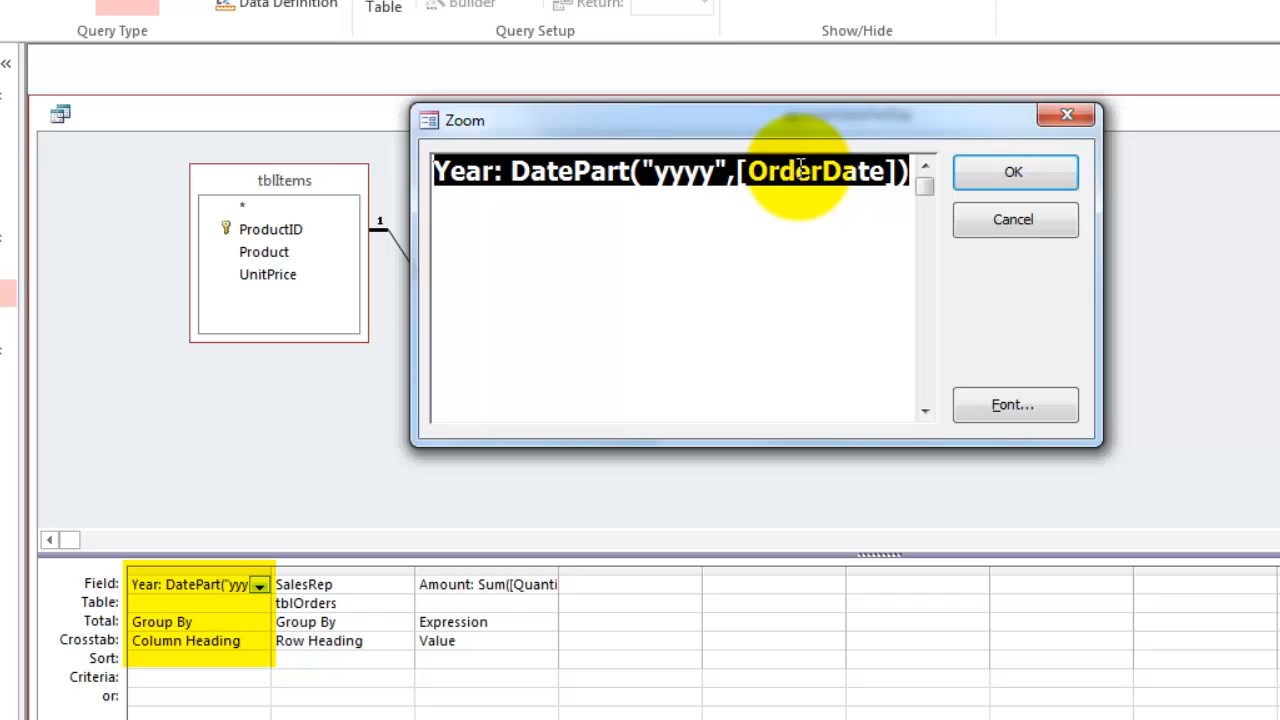 Data Definition
Table
Builder
Return:
Query Type
Query Setup
Show/Hide
Zoom
Year: DatePart("yyyy",[OrderDate])
OK
Cancel
Font...
tblItems
*
ProductID
Product
UnitPrice
1
Field: Year: DatePart("yyy SalesRep Amount: Sum([Quanti
Table: tblOrders
Total: Group By Group By Expression
Crosstab: Column Heading Row Heading Value
Sort:
Criteria:
or: